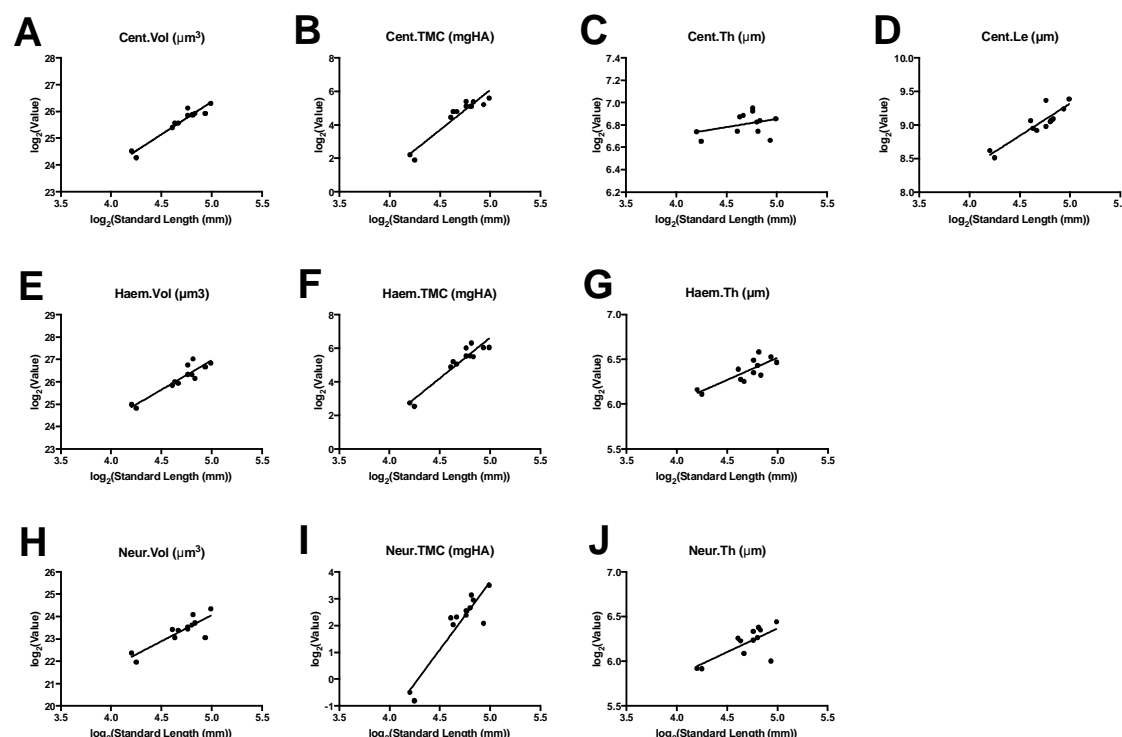 A
Cent.Vol (µm³)
log₂(Value)
28
27
26
25
24
23
3.5 4.0 4.5 5.0 5.5
log₂(Standard Length (mm))
B
Cent.TMC (mgHA)
log₂(Value)
8
6
4
2
0
3.5 4.0 4.5 5.0 5.5
log₂(Standard Length (mm))
C
Cent.Th (µm)
log₂(Value)
7.4
7.2
7.0
6.8
6.6
6.4
6.2
3.5 4.0 4.5 5.0 5.5
log₂(Standard Length (mm))
D
Cent.Le (µm)
log₂(Value)
10.0
9.5
9.0
8.5
8.0
3.5 4.0 4.5 5.0 5.
log₂(Standard Length (mm))
E
Haem.Vol (µm3)
log₂(Value)
29
28
27
26
25
24
23
3.5 4.0 4.5 5.0 5.5
log₂(Standard Length (mm))
F
Haem.TMC (mgHA)
log₂(Value)
8
6
4
2
0
3.5 4.0 4.5 5.0 5.5
log₂(Standard Length (mm))
G
Haem.Th (µm)
log₂(Value)
7.0
6.5
6.0
5.5
3.5 4.0 4.5 5.0 5.5
log₂(Standard Length (mm))
H
Neur.Vol (µm³)
log₂(Value)
26
25
24
23
22
21
20
3.5 4.0 4.5 5.0 5.5
log₂(Standard Length (mm))
I
Neur.TMC (mgHA)
log₂(Value)
4
3
2
1
0
-1
3.5 4.0 4.5 5.0 5.5
log₂(Standard Length (mm))
J
Neur.Th (µm)
log₂(Value)
7.0
6.5
6.0
5.5
3.5 4.0 4.5 5.0 5.5
log₂(Standard Length (mm))